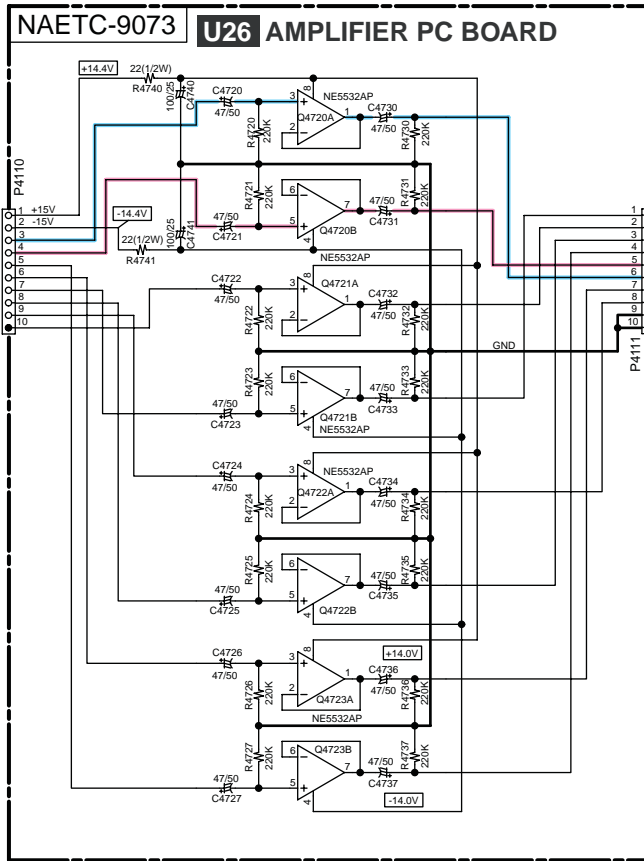 NAETC-9073
U26 AMPLIFIER PC BOARD
+14.4V
22(1/2W)
R4740
100/25
C4740
C4720
47/50
R4720
220K
3
2
8
1
NE5532AP
Q4720A
C4730
47/50
R4730
220K
P4110
1 +15V
2 -15V
3
4
5
6
7
8
9
10
-14.4V
22(1/2W)
R4741
100/25
C4741
47/50
C4721
R4721
220K
6
5
7
4
Q4720B
NE5532AP
47/50
C4731
R4731
220K
C4722
47/50
R4722
220K
3
2
8
1
Q4721A
C4732
47/50
R4732
220K
GND
R4723
220K
47/50
C4723
6
5
7
4
Q4721B
NE5532AP
47/50
C4733
R4733
220K
C4724
47/50
R4724
220K
3
2
8
1
NE5532AP
Q4722A
C4734
47/50
R4734
220K
R4725
220K
47/50
C4725
6
5
7
4
Q4722B
47/50
C4735
R4735
220K
C4726
47/50
R4726
220K
3
2
8
1
Q4723A
NE5532AP
+14.0V
C4736
47/50
R4736
220K
R4727
220K
47/50
C4727
6
5
7
4
Q4723B
47/50
C4737
R4737
220K
-14.0V
1
2
3
4
5
6
7
8
9
10
P4111